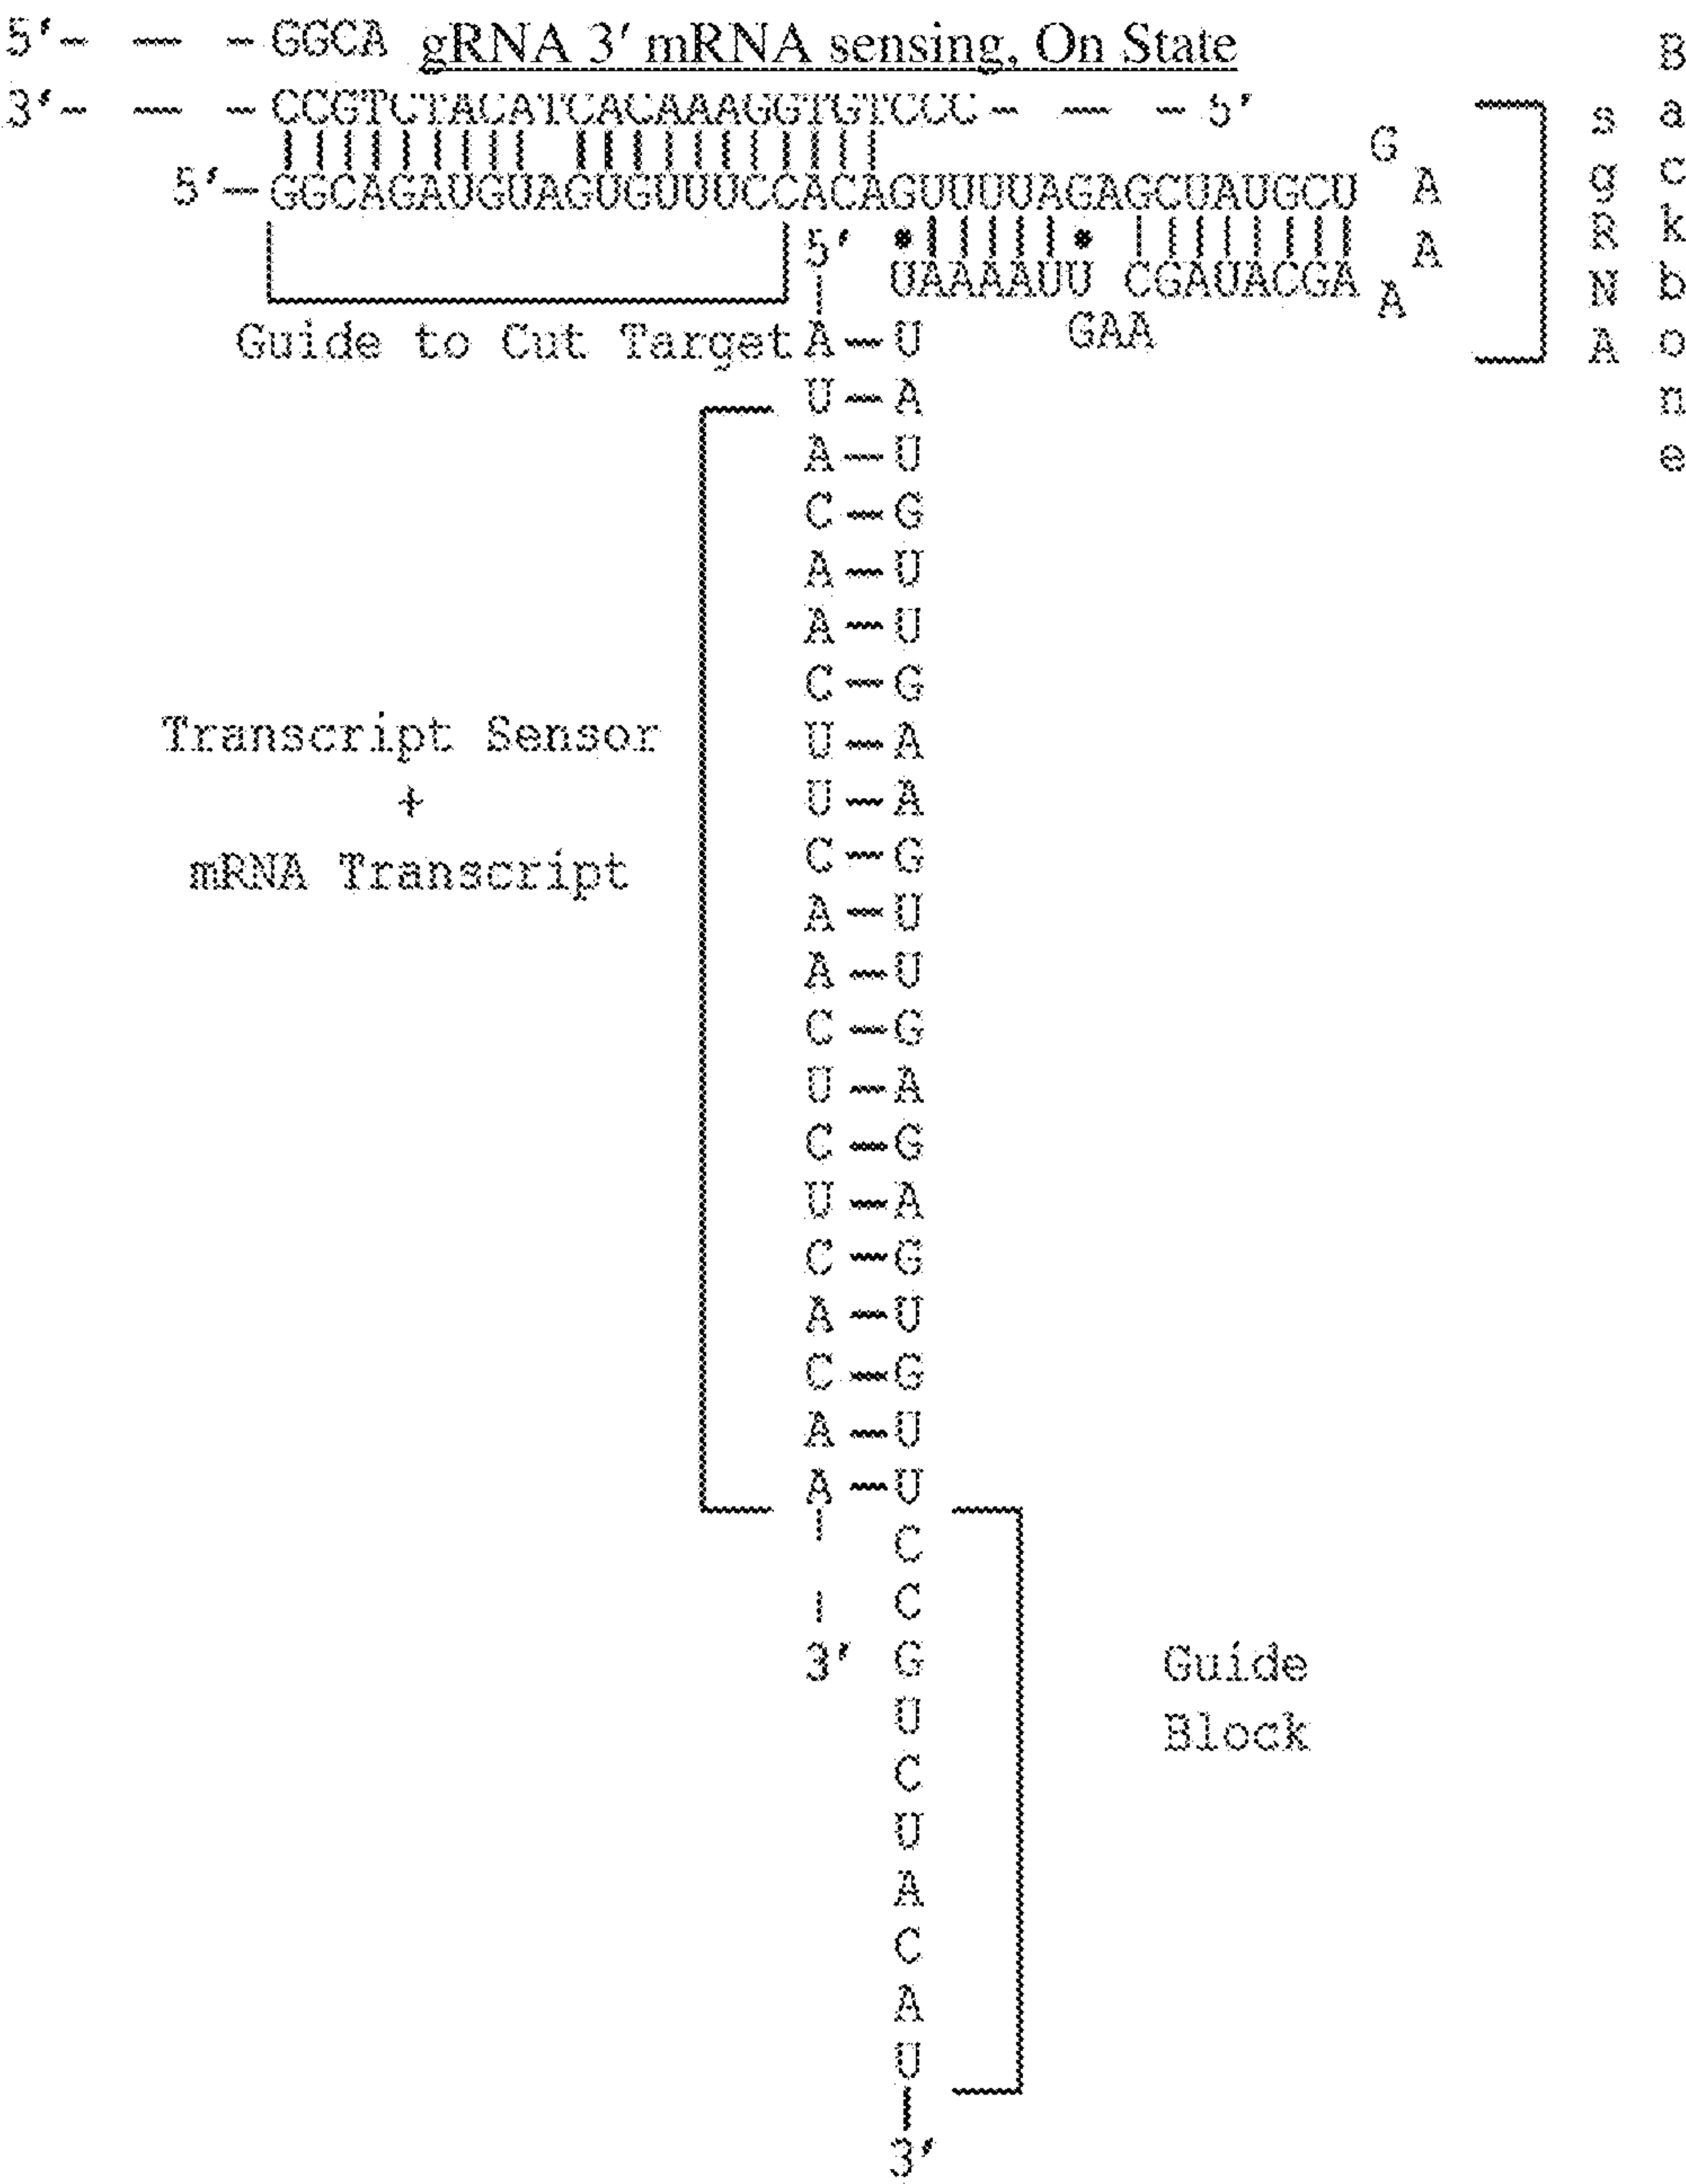 5′- — -GGCA gRNA 3′ mRNA sensing, On State
3′- — -CCGTCTACATCACAAAGGTGTCCC- — -5′
G
5′-GGCAGAUGUAGUGUUUCCACAGUUUUAGAGCUAUGCU A
5′ A
UAAAAUU CGAUACGA A
GAA
sgRNA
Backbone
Guide to Cut Target
A-U
U-A
A-U
C-G
A-U
A-U
C-G
U-A
U-A
C-G
A-U
A-U
C-G
U-A
C-G
U-A
C-G
A-U
C-G
A-U
A-U
Transcript Sensor
+
mRNA Transcript
C
C
3′ G
U
C
U
A
C
A
U
3′
Guide
Block